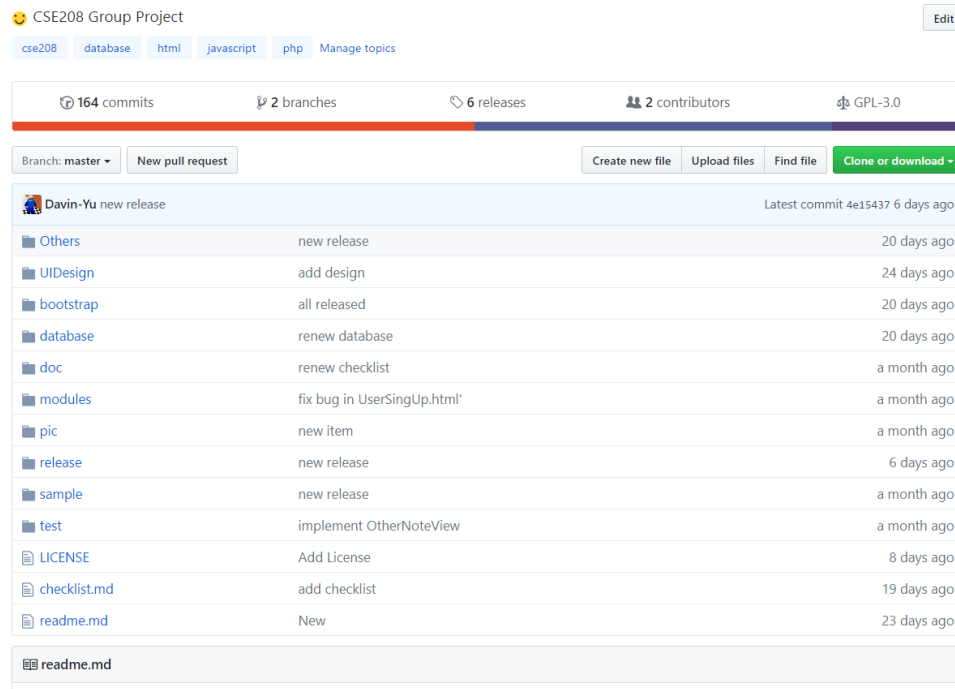 CSE208 Group Project
Edit
cse208 database html javascript php Manage topics
164 commits 2 branches 6 releases 2 contributors GPL-3.0
Branch: master New pull request Create new file Upload files Find file Clone or download
Davin-Yu new release Latest commit 4e15437 6 days ago
Others new release 20 days ago
UIDesign add design 24 days ago
bootstrap all released 20 days ago
database renew database 20 days ago
doc renew checklist a month ago
modules fix bug in UserSingUp.html' a month ago
pic new item a month ago
release new release 6 days ago
sample new release a month ago
test implement OtherNoteView a month ago
LICENSE Add License 8 days ago
checklist.md add checklist 19 days ago
readme.md New 23 days ago
readme.md